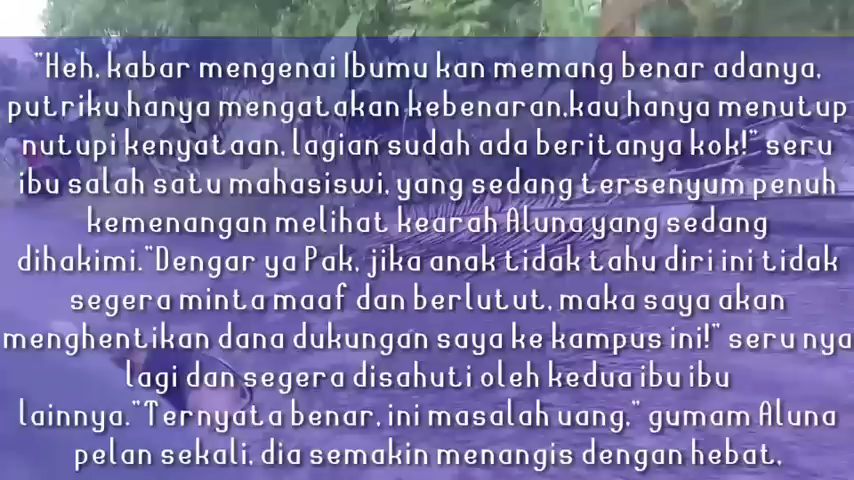 "Heh, kabar mengenai Ibumu kan memang benar adanya,
putriku hanya mengatakan kebenaran,kau hanya menutup
nutupi kenyataan, lagian sudah ada beritanya kok!" seru
ibu salah satu mahasiswi, yang sedang tersenyum penuh
kemenangan melihat kearah Aluna yang sedang
dihakimi."Dengar ya Pak, jika anak tidak tahu diri ini tidak
segera minta maaf dan berlutut, maka saya akan
menghentikan dana dukungan saya ke kampus ini!" seru nya
lagi dan segera disahuti oleh kedua ibu ibu
lainnya."Ternyata benar, ini masalah uang," gumam Aluna
pelan sekali, dia semakin menangis dengan hebat,